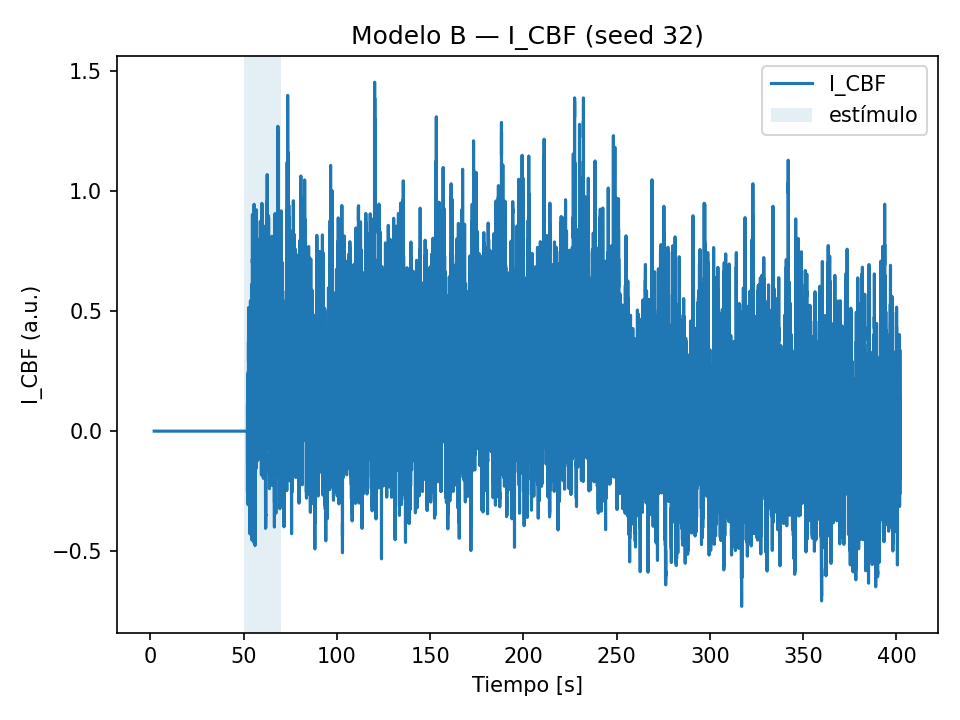 Modelo B — I_CBF (seed 32)
I_CBF
estímulo
I_CBF (a.u.)
1.5
1.0
0.5
0.0
−0.5
0 50 100 150 200 250 300 350 400
Tiempo [s]